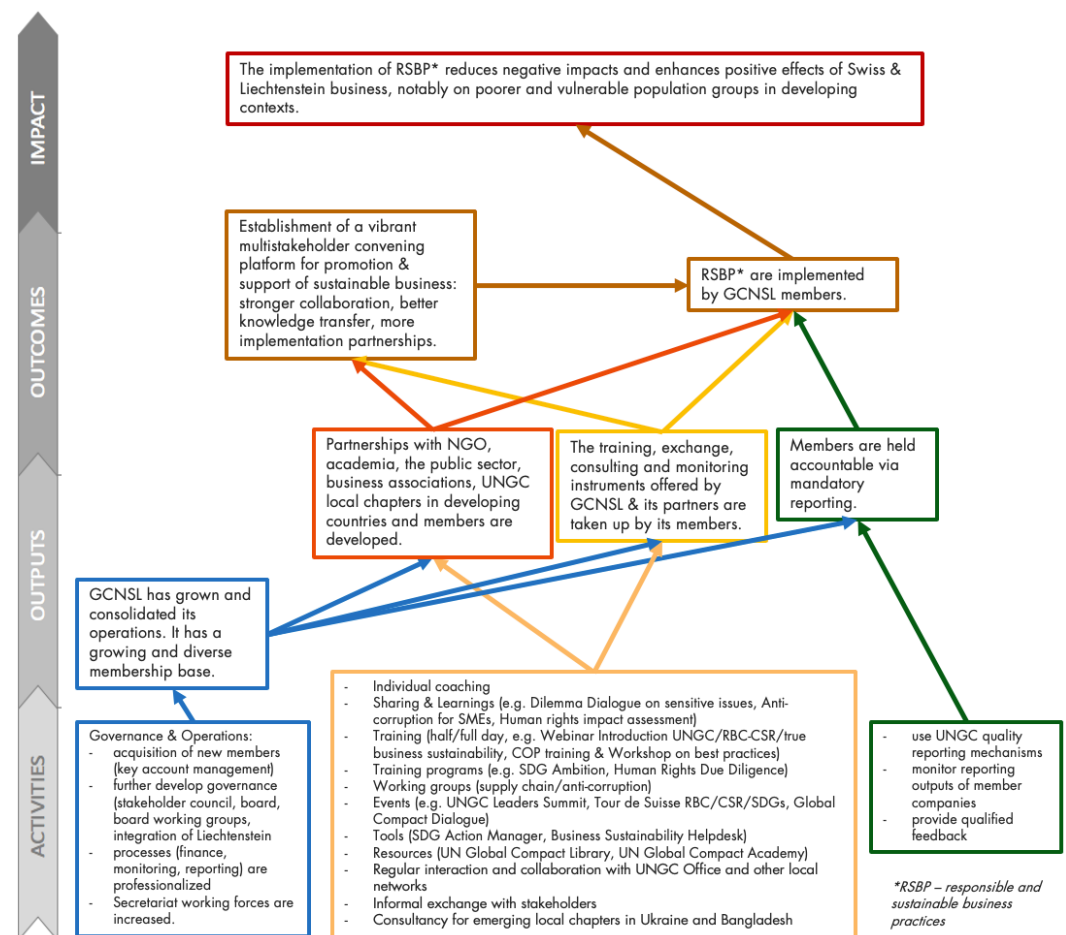 IMPACT
The implementation of RSBP* reduces negative impacts and enhances positive effects of Swiss &
Liechtenstein business, notably on poorer and vulnerable population groups in developing
contexts.
OUTCOMES
Establishment of a vibrant
multistakeholder convening
platform for promotion &
support of sustainable business:
stronger collaboration, better
knowledge transfer, more
implementation partnerships.
RSBP* are implemented
by GCNSL members.
OUTPUTS
Partnerships with NGO,
academia, the public sector,
business associations, UNGC
local chapters in developing
countries and members are
developed.
The training, exchange,
consulting and monitoring
instruments offered by
GCNSL & its partners are
taken up by its members.
Members are held
accountable via
mandatory
reporting.
GCNSL has grown and
consolidated its
operations. It has a
growing and diverse
membership base.
ACTIVITIES
Governance & Operations:
- acquisition of new members
(key account management)
- further develop governance
(stakeholder council, board,
board working groups,
integration of Liechtenstein
- processes (finance,
monitoring, reporting) are
professionalized
- Secretariat working forces are
increased.
- Individual coaching
- Sharing & Learnings (e.g. Dilemma Dialogue on sensitive issues, Anti-
corruption for SMEs, Human rights impact assessment)
- Training (half/full day, e.g. Webinar Introduction UNGC/RBC-CSR/true
business sustainability, COP training & Workshop on best practices)
- Training programs (e.g. SDG Ambition, Human Rights Due Diligence)
- Working groups (supply chain/anti-corruption)
- Events (e.g. UNGC Leaders Summit, Tour de Suisse RBC/CSR/SDGs, Global
Compact Dialogue)
- Tools (SDG Action Manager, Business Sustainability Helpdesk)
- Resources (UN Global Compact Library, UN Global Compact Academy)
- Regular interaction and collaboration with UNGC Office and other local
networks
- Informal exchange with stakeholders
- Consultancy for emerging local chapters in Ukraine and Bangladesh
- use UNGC quality
reporting mechanisms
- monitor reporting
outputs of member
companies
- provide qualified
feedback
*RSBP – responsible and
sustainable business
practices